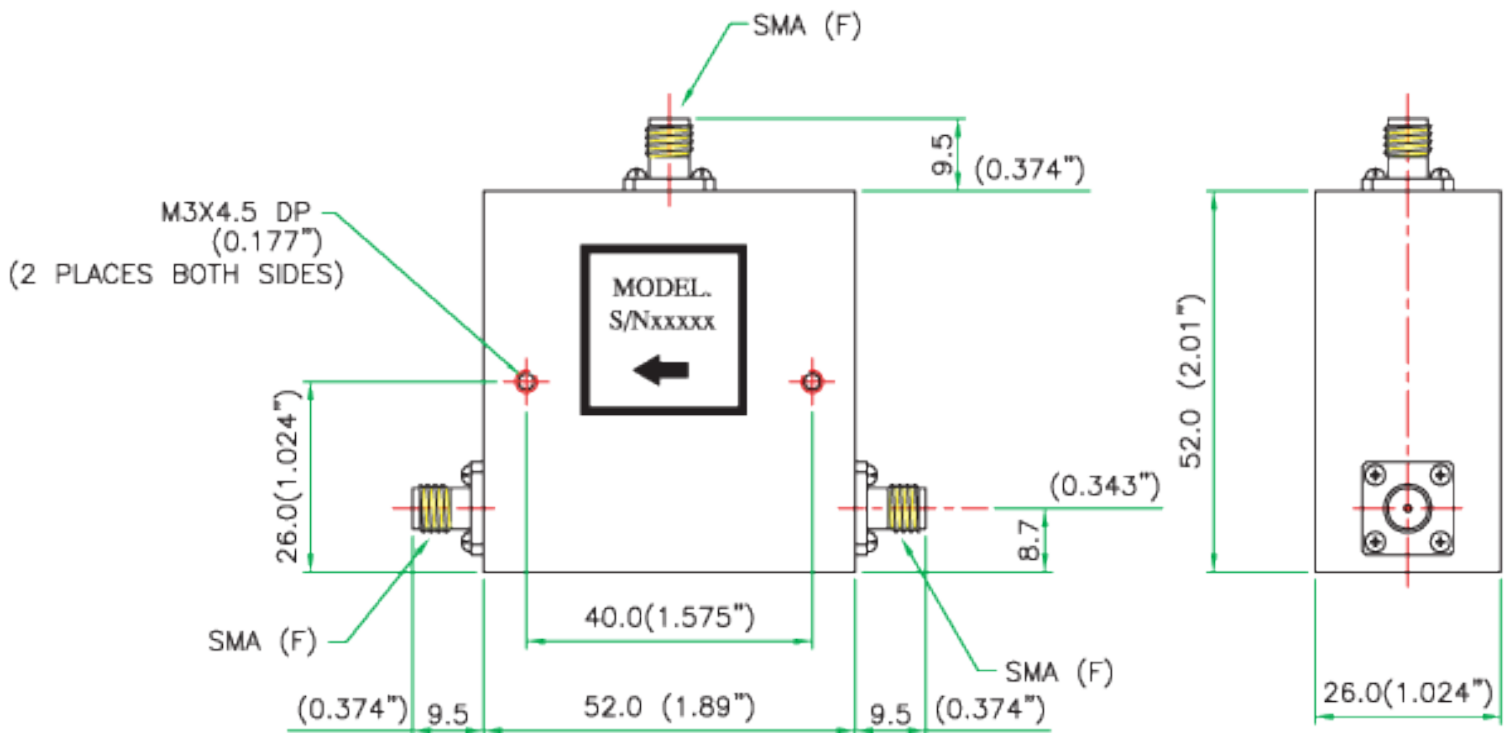 SMA (F)
9.5
(0.374")
M3X4.5 DP
(0.177")
(2 PLACES BOTH SIDES)
MODEL.
S/Nxxxxx
26.0(1.024")
52.0 (2.01")
(0.343")
8.7
40.0(1.575")
SMA (F)
SMA (F)
(0.374") 9.5
52.0 (1.89")
9.5 (0.374")
26.0(1.024")